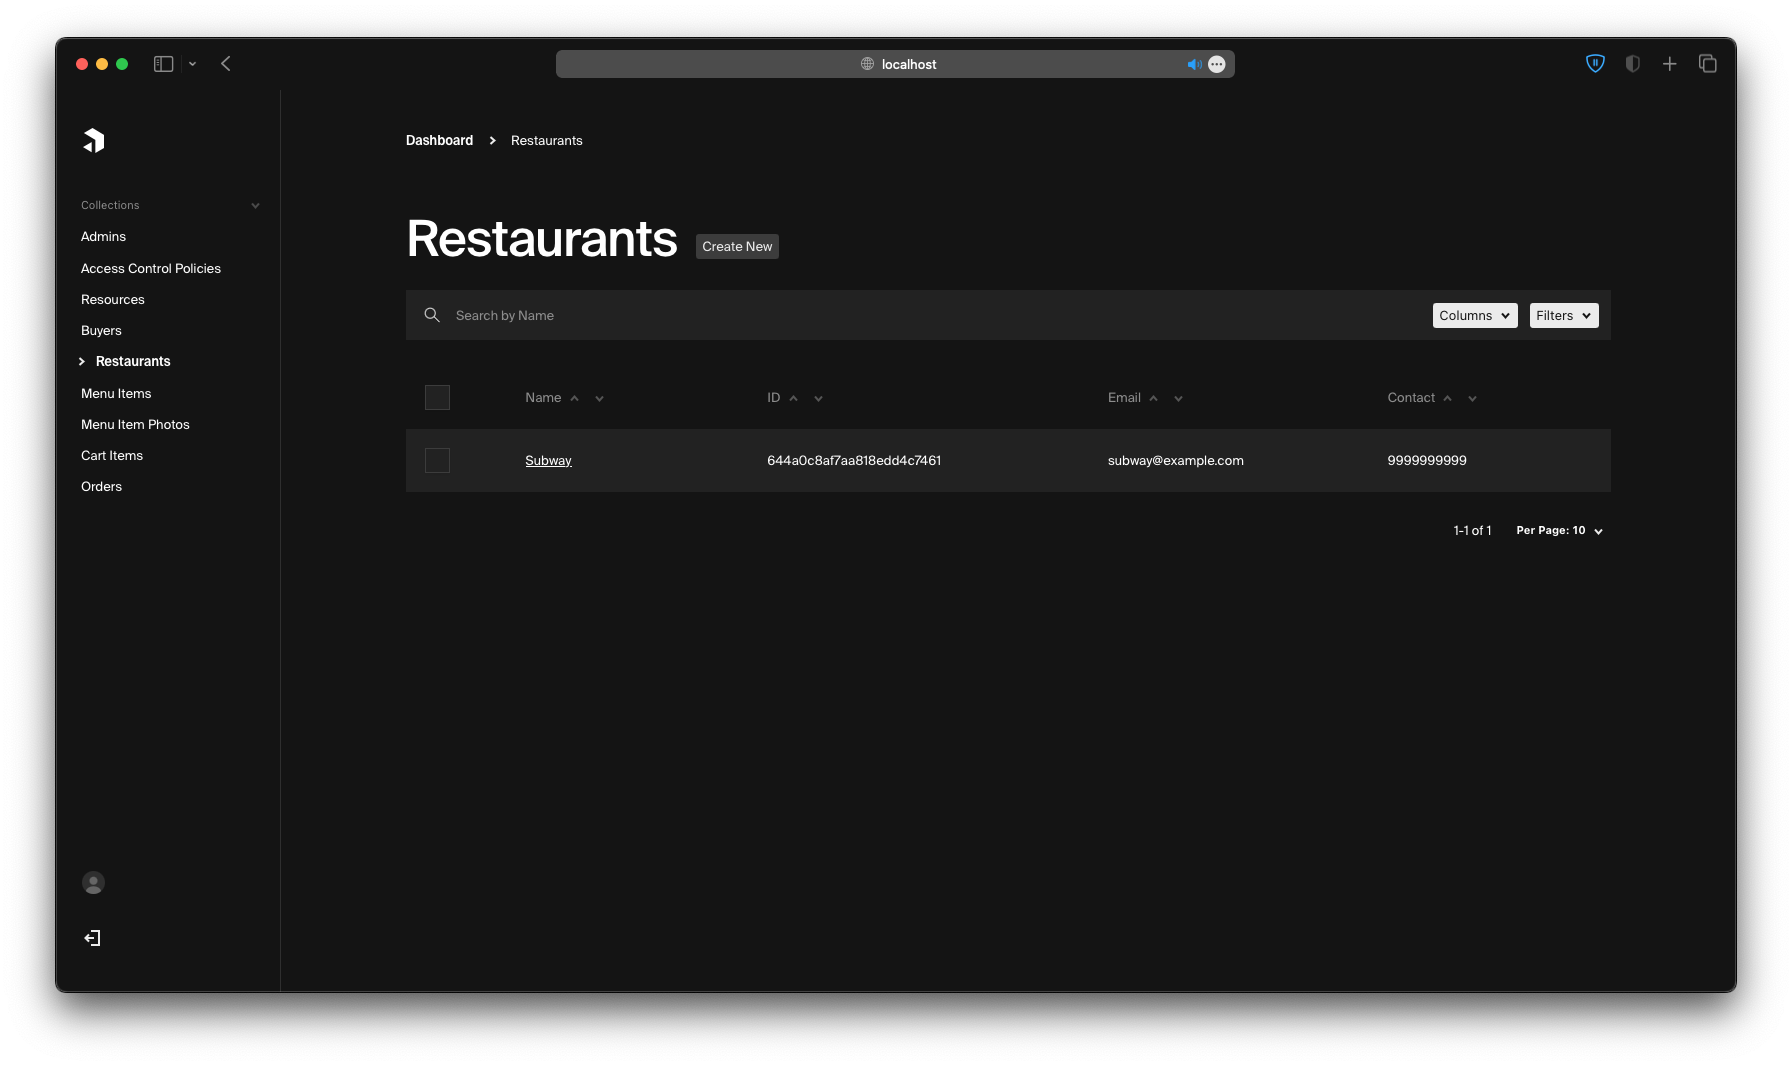 localhost
Dashboard > Restaurants
Collections
Admins
Access Control Policies
Resources
Buyers
Restaurants
Menu Items
Menu Item Photos
Cart Items
Orders
Restaurants Create New
Search by Name Columns Filters
Name ID Email Contact
Subway 644a0c8af7aa818edd4c7461 subway@example.com 9999999999
1-1 of 1 Per Page: 10